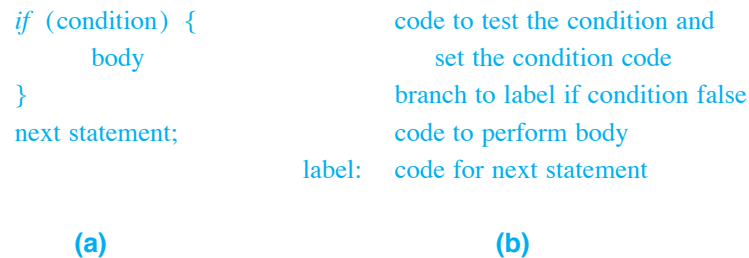 if (condition) {
body
}
next statement;
(a)
code to test the condition and
set the condition code
branch to label if condition false
code to perform body
label: code for next statement
(b)